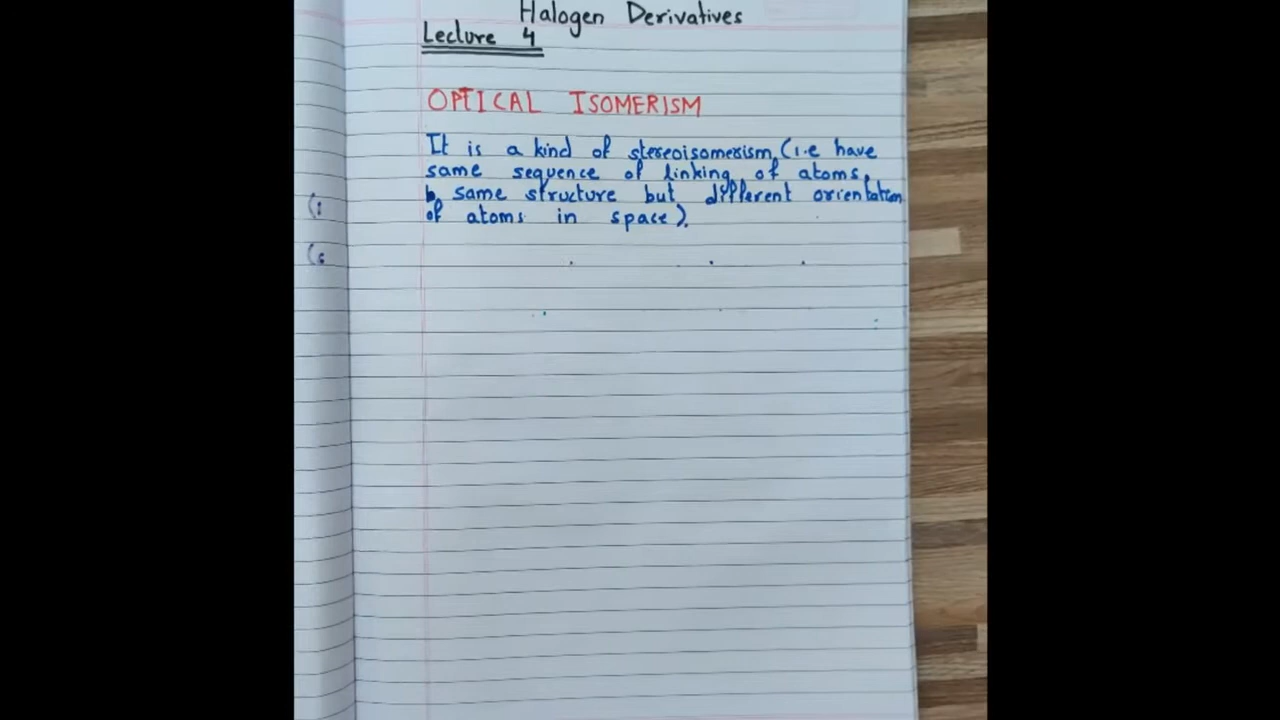 Halogen Derivatives
Lecture 4
OPTICAL ISOMERISM
It is a kind of stereoisomerism, (i.e have
same sequence of linking of atoms,
same structure but different orientation
of atoms in space).